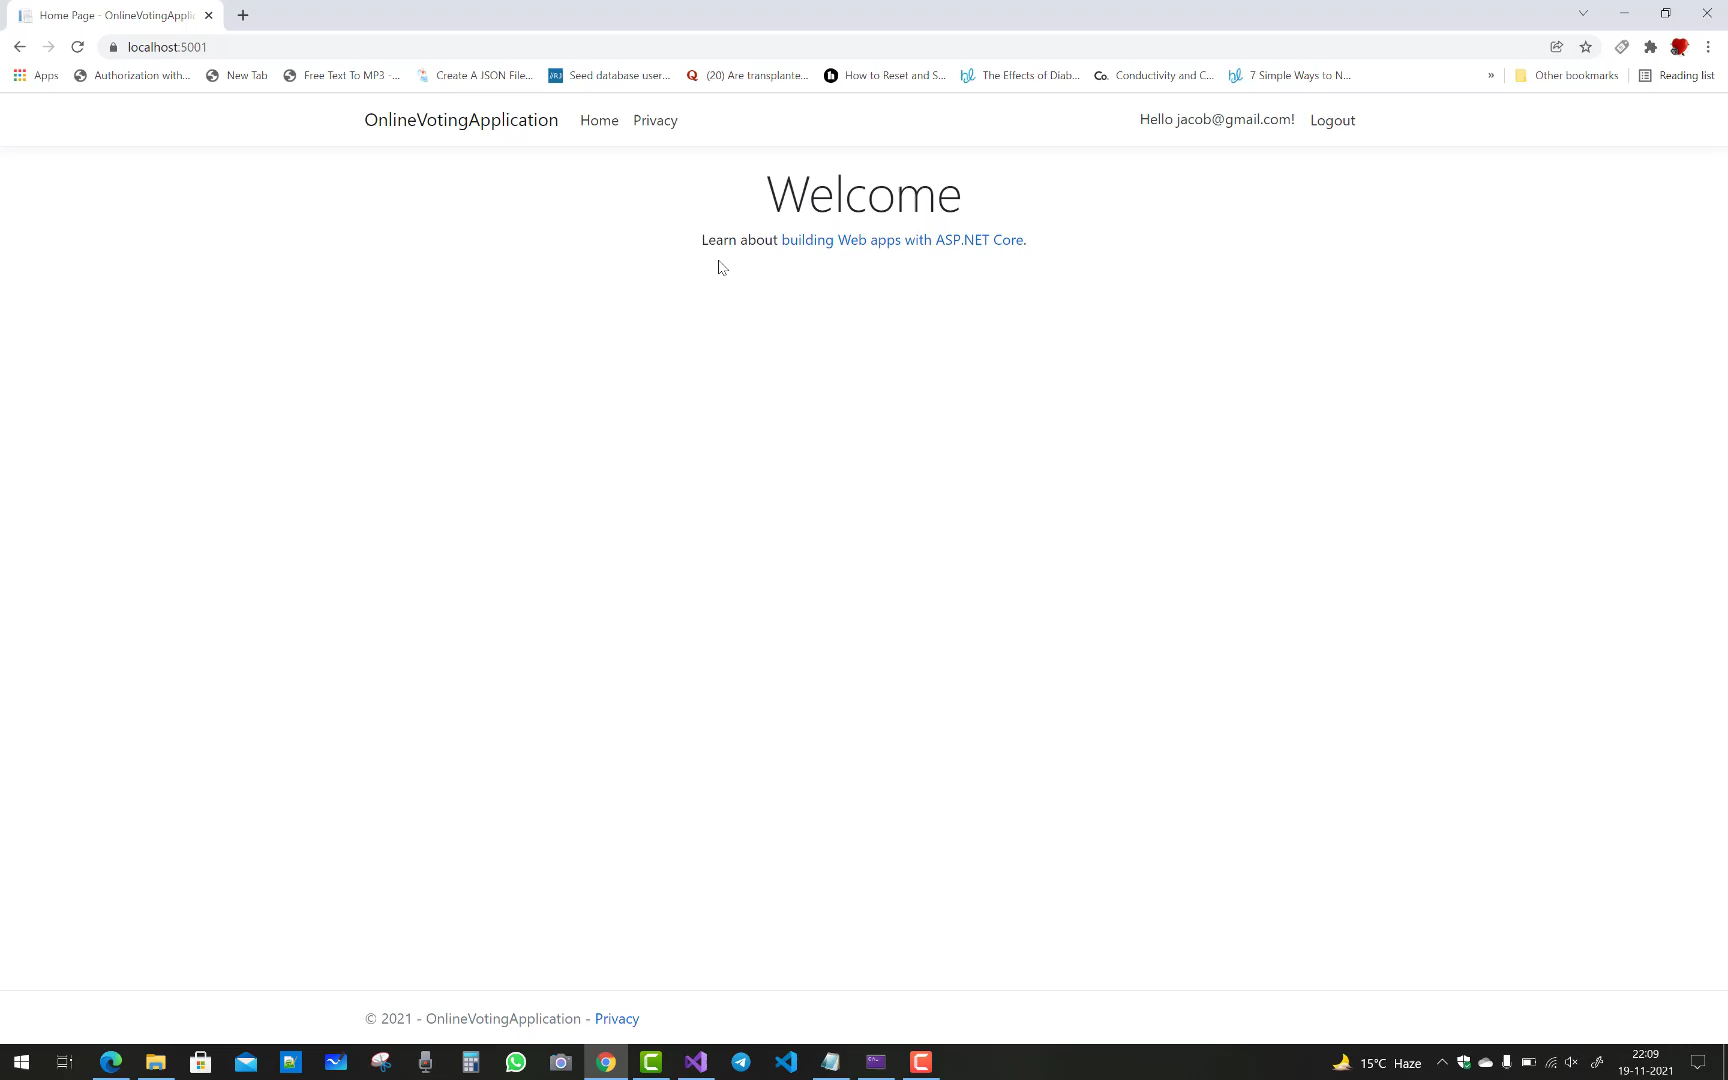 Home Page - OnlineVotingApplic
localhost:5001
Apps Authorization with... New Tab Free Text To MP3 -... Create A JSON File... Seed database user... (20) Are transplante... How to Reset and S... The Effects of Diab... Conductivity and C... 7 Simple Ways to N... » Other bookmarks Reading list
OnlineVotingApplication Home Privacy Hello jacob@gmail.com! Logout
Welcome
Learn about building Web apps with ASP.NET Core.
© 2021 - OnlineVotingApplication - Privacy
15°C Haze 22:09
19-11-2021